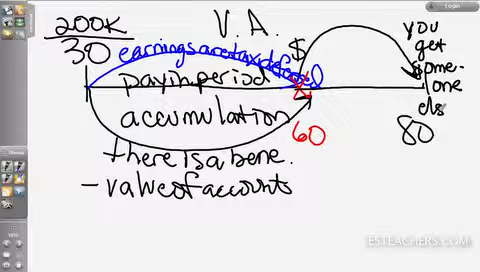 200K
V. A.
30
earnings are tax deferred
$
you
get
some-
one
els
pay in period
accumulation
60
80
there is a bene.
- value of accounts
Login
ESTEACHERS.COM